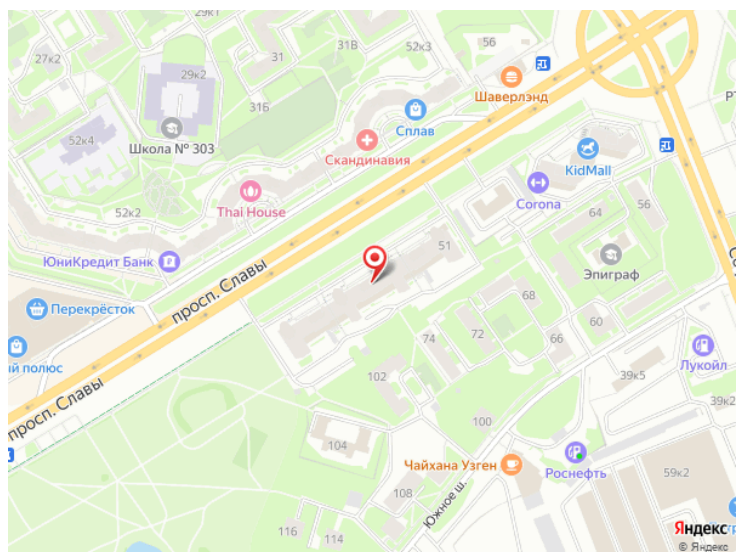 29к1
31В
52к3
56
27к2
31
29к2
Шаверлэнд
31Б
Сплав
52к4
Школа № 303
Скандинавия
KidMall
52к2
Thai House
Corona
64
56
51
ЮниКредит Банк
просп. Славы
Эпиграф
Перекрёсток
68
60
74
72
66
Лукойл
ый полюс
102
39к5
просп. Славы
100
39к2
104
Чайхана Узген
Роснефть
59к2
108
Южное ш.
116
114
Яндекс
© Яндекс